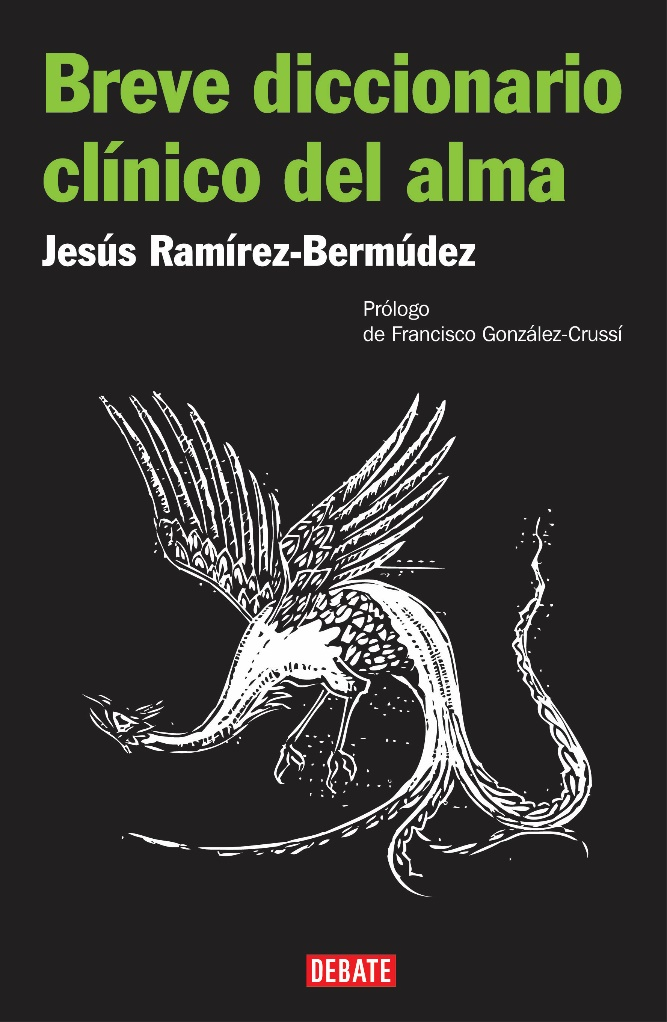 Breve diccionario
clínico del alma
Jesús Ramírez-Bermúdez
Prólogo
de Francisco González-Crussí
DEBATE